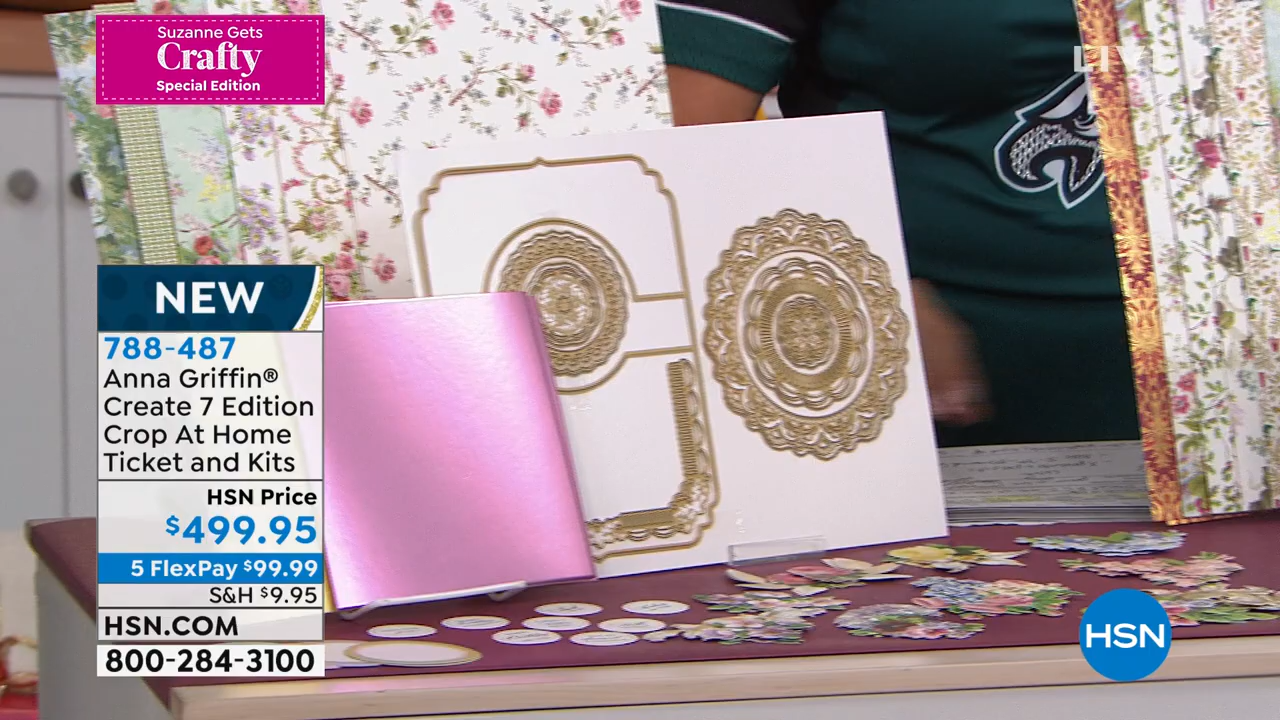 Suzanne Gets
Crafty
Special Edition
LIVE
NEW
788-487
Anna Griffin®
Create 7 Edition
Crop At Home
Ticket and Kits
HSN Price
$499.95
5 FlexPay $99.99
S&H $9.95
HSN.COM
800-284-3100
HSN